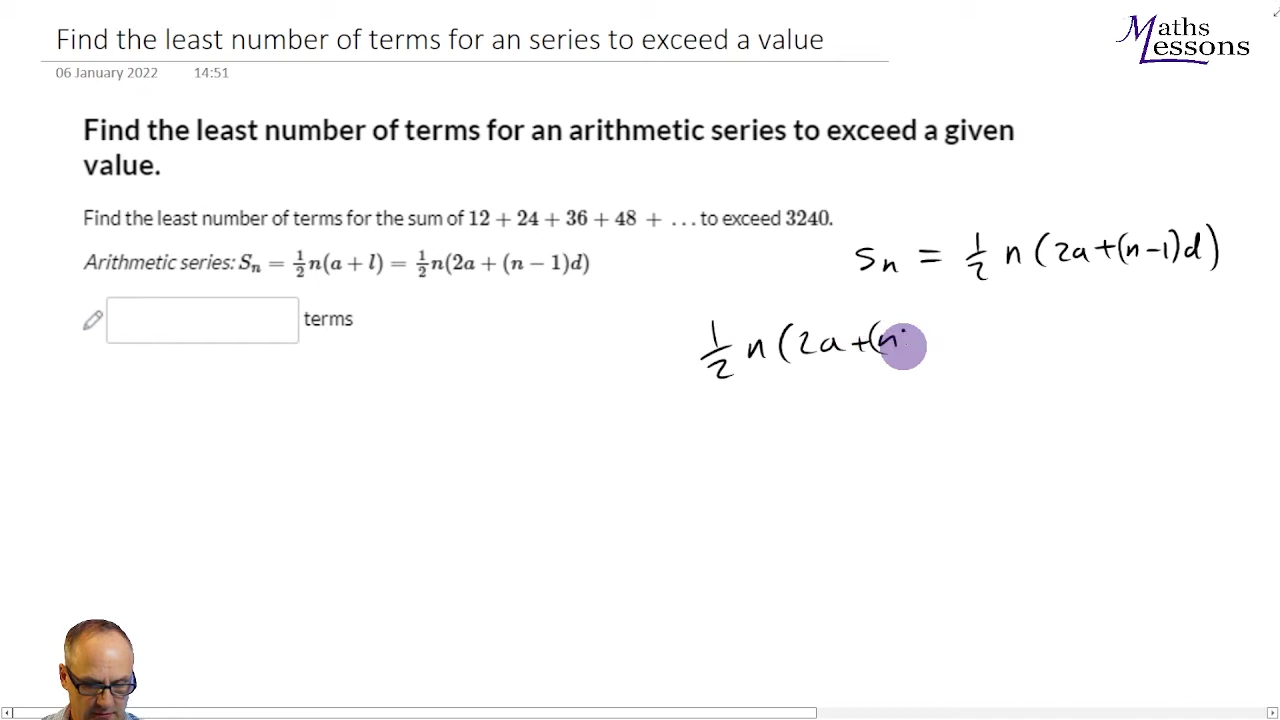 Find the least number of terms for an series to exceed a value
Maths
Lessons
06 January 2022 14:51
Find the least number of terms for an arithmetic series to exceed a given
value.
Find the least number of terms for the sum of 12 + 24 + 36 + 48 + … to exceed 3240.
Arithmetic series: Sₙ = ½n(a + l) = ½n(2a + (n − 1)d)
Sₙ = ½ n (2a+(n-1)d)
terms
½ n (2a+(n